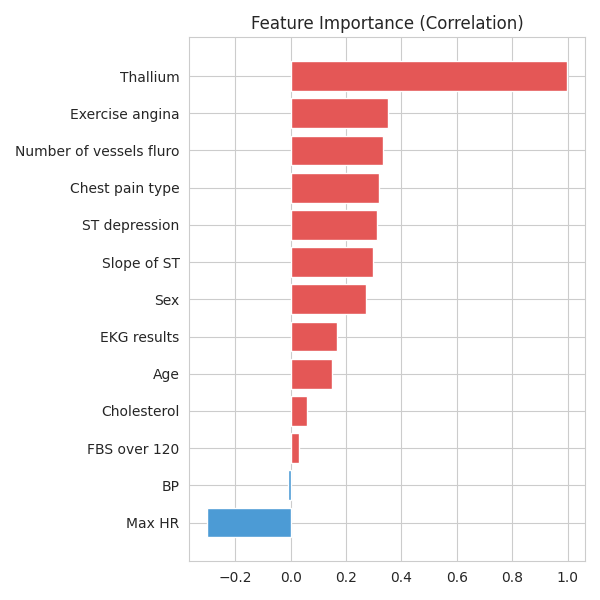 Feature Importance (Correlation)
Thallium
Exercise angina
Number of vessels fluro
Chest pain type
ST depression
Slope of ST
Sex
EKG results
Age
Cholesterol
FBS over 120
BP
Max HR
−0.2 0.0 0.2 0.4 0.6 0.8 1.0